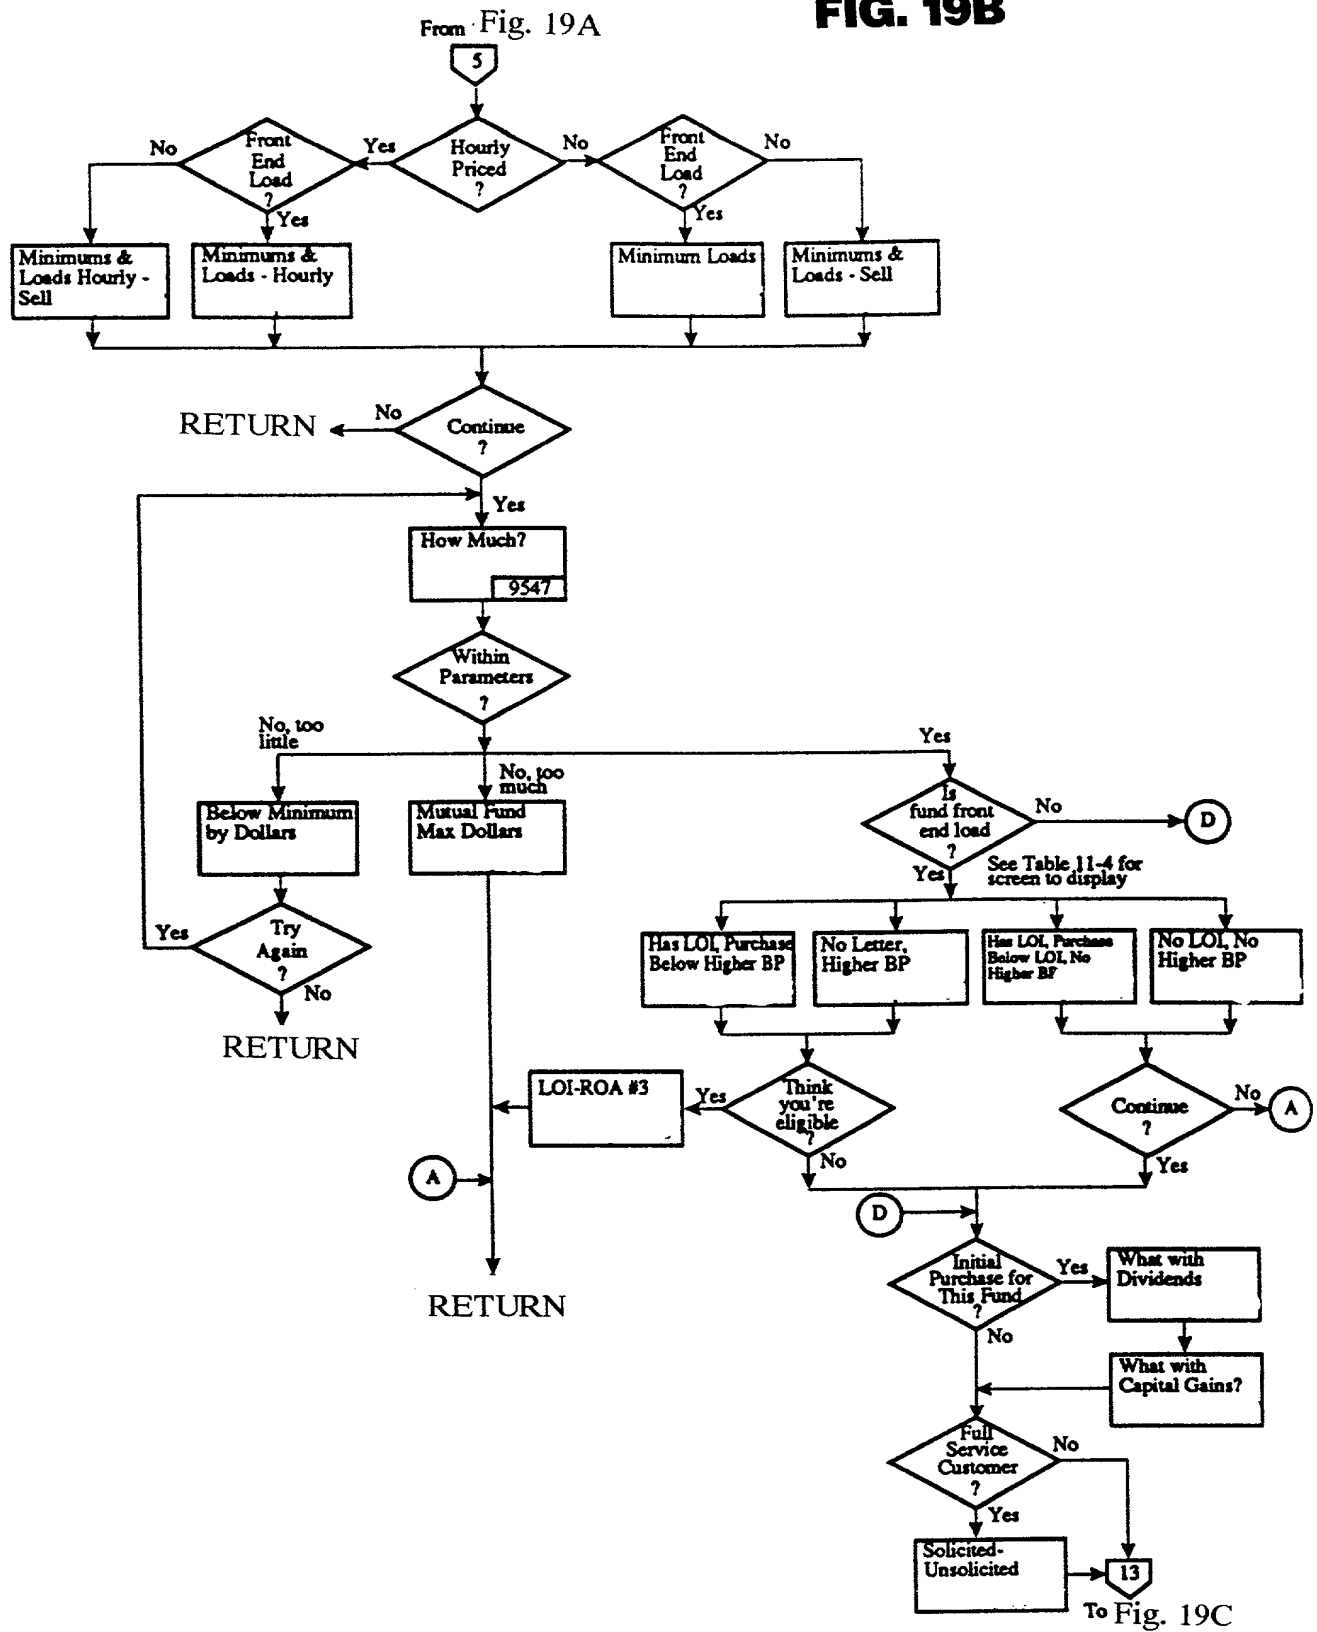 FIG. 19B
From Fig. 19A
5
No
Front
End
Load
?
Yes
Hourly
Priced
?
No
Front
End
Load
?
No
Yes
Yes
Minimums &
Loads Hourly -
Sell
Minimums &
Loads - Hourly
Minimum Loads
Minimums &
Loads - Sell
RETURN
No
Continue
?
Yes
How Much?
9547
Within
Parameters
?
No, too
little
No, too
much
Yes
Below Minimum
by Dollars
Mutual Fund
Max Dollars
Is
fund front
end load
?
No
D
Yes
See Table 11-4 for
screen to display
Yes
Try
Again
?
No
RETURN
Has LOI, Purchase
Below Higher BP
No Letter,
Higher BP
Has LOI, Purchase
Below LOI, No
Higher BP
No LOI, No
Higher BP
LOI-ROA #3
Yes
Think
you're
eligible
?
No
Continue
?
No
A
Yes
A
D
RETURN
Initial
Purchase for
This Fund
?
Yes
What with
Dividends
No
What with
Capital Gains?
Full
Service
Customer
?
No
Yes
Solicited-
Unsolicited
13
To Fig. 19C